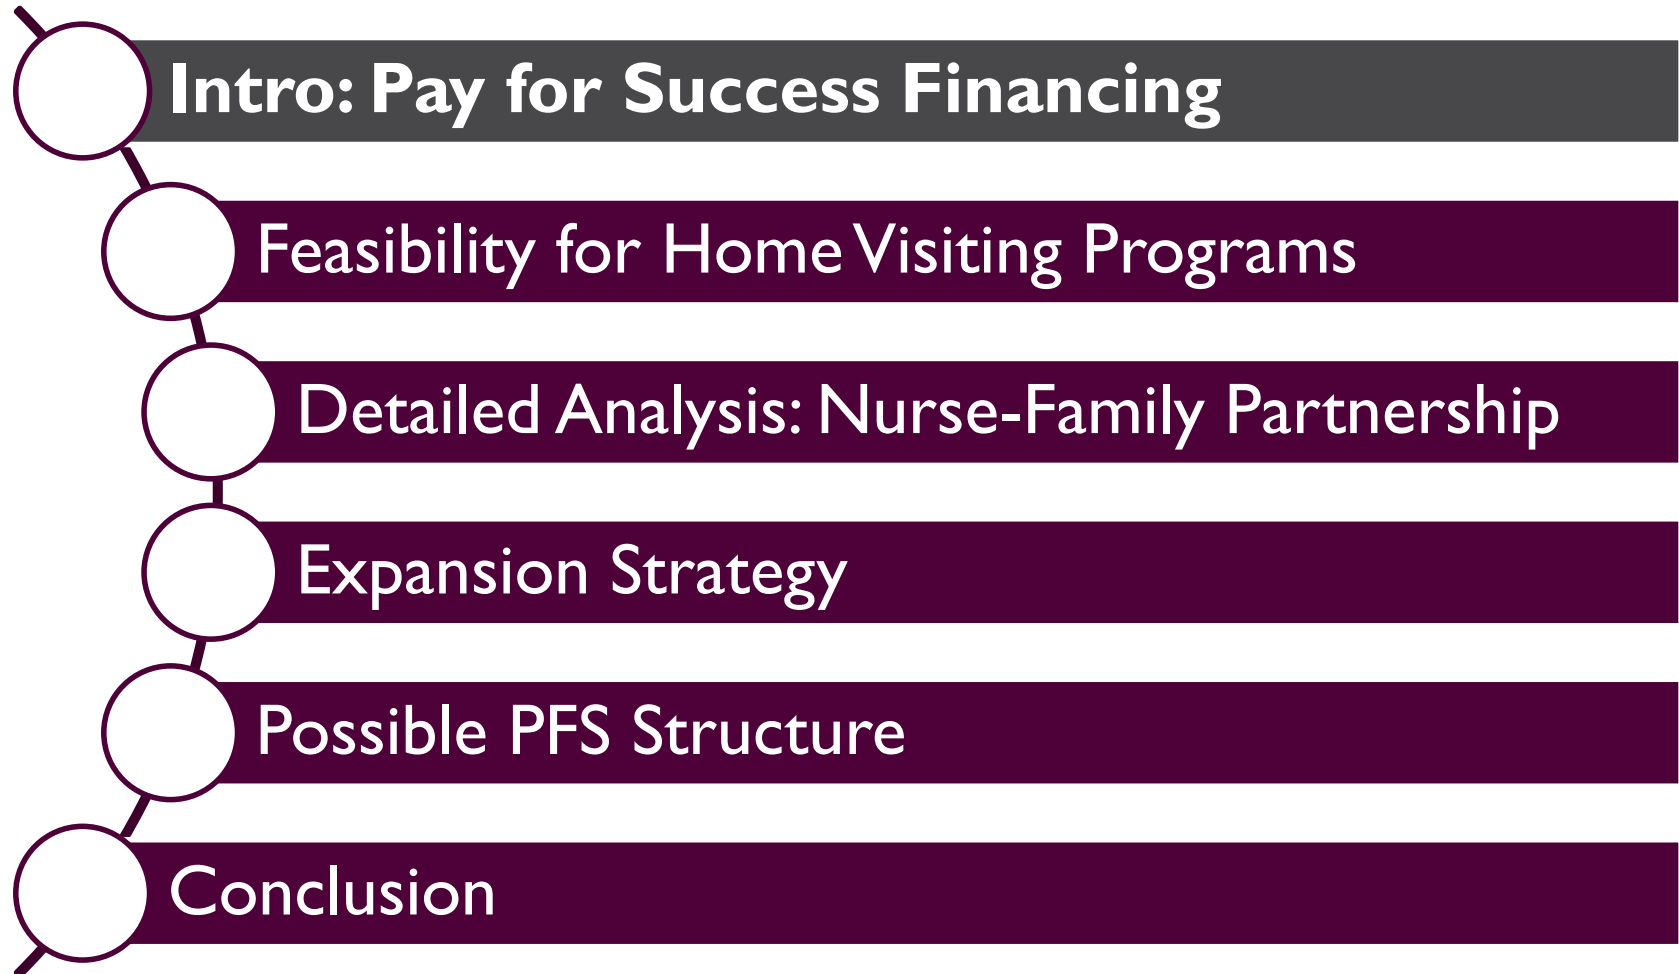 Intro: Pay for Success Financing
Feasibility for Home Visiting Programs
Detailed Analysis: Nurse-Family Partnership
Expansion Strategy
Possible PFS Structure
Conclusion